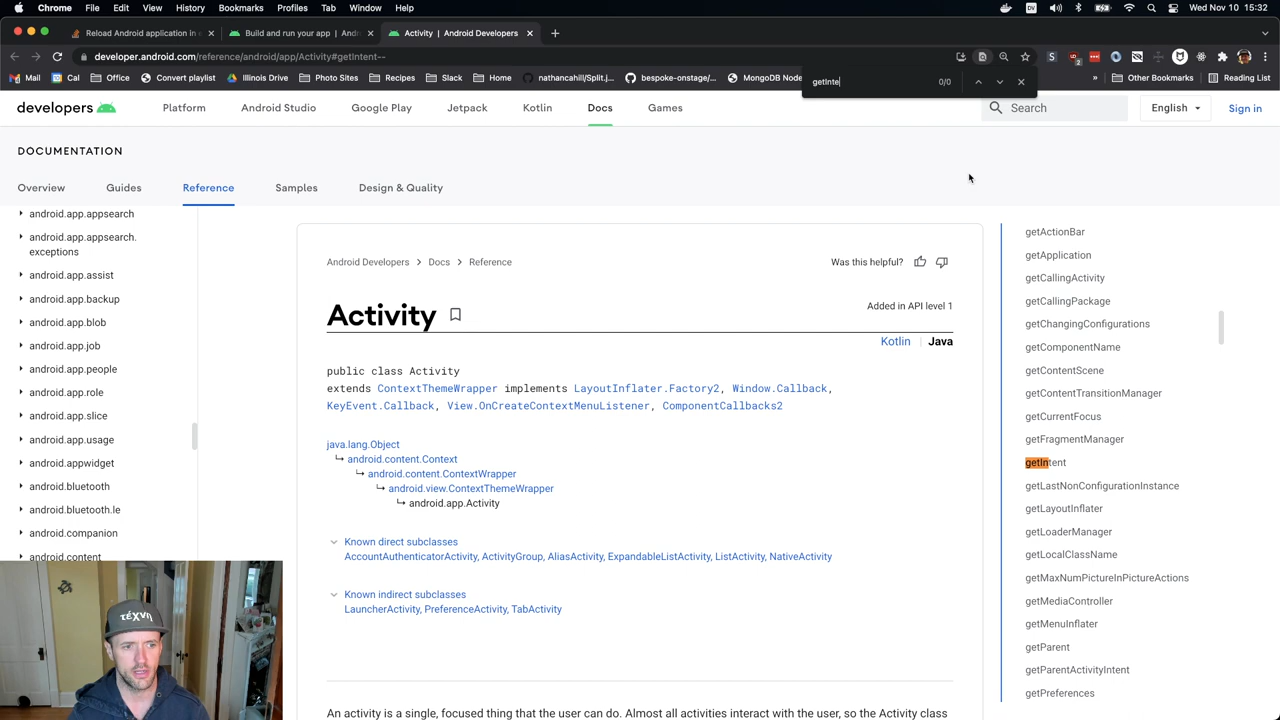 Chrome File Edit View History Bookmarks Profiles Tab Window Help
Wed Nov 10 15:32
Reload Android application in e
Build and run your app | Andr
Activity | Android Developers
developer.android.com/reference/android/app/Activity#getIntent--
Mail
Cal
Office
Convert playlist
Illinois Drive
Photo Sites
Recipes
Slack
Home
nathancahill/Split.j...
bespoke-onstage/...
MongoDB Node
» Other Bookmarks
Reading List
getInte
0/0
developers
Platform
Android Studio
Google Play
Jetpack
Kotlin
Docs
Games
Search
English
Sign in
DOCUMENTATION
Overview
Guides
Reference
Samples
Design & Quality
android.app.appsearch
android.app.appsearch.
exceptions
android.app.assist
android.app.backup
android.app.blob
android.app.job
android.app.people
android.app.role
android.app.slice
android.app.usage
android.appwidget
android.bluetooth
android.bluetooth.le
android.companion
android.content
Android Developers > Docs > Reference
Was this helpful?
Activity
Added in API level 1
Kotlin | Java
public class Activity
extends ContextThemeWrapper implements LayoutInflater.Factory2, Window.Callback,
KeyEvent.Callback, View.OnCreateContextMenuListener, ComponentCallbacks2
java.lang.Object
↳ android.content.Context
↳ android.content.ContextWrapper
↳ android.view.ContextThemeWrapper
↳ android.app.Activity
Known direct subclasses
AccountAuthenticatorActivity, ActivityGroup, AliasActivity, ExpandableListActivity, ListActivity, NativeActivity
Known indirect subclasses
LauncherActivity, PreferenceActivity, TabActivity
An activity is a single, focused thing that the user can do. Almost all activities interact with the user, so the Activity class
getActionBar
getApplication
getCallingActivity
getCallingPackage
getChangingConfigurations
getComponentName
getContentScene
getContentTransitionManager
getCurrentFocus
getFragmentManager
getIntent
getLastNonConfigurationInstance
getLayoutInflater
getLoaderManager
getLocalClassName
getMaxNumPictureInPictureActions
getMediaController
getMenuInflater
getParent
getParentActivityIntent
getPreferences
τέχνη